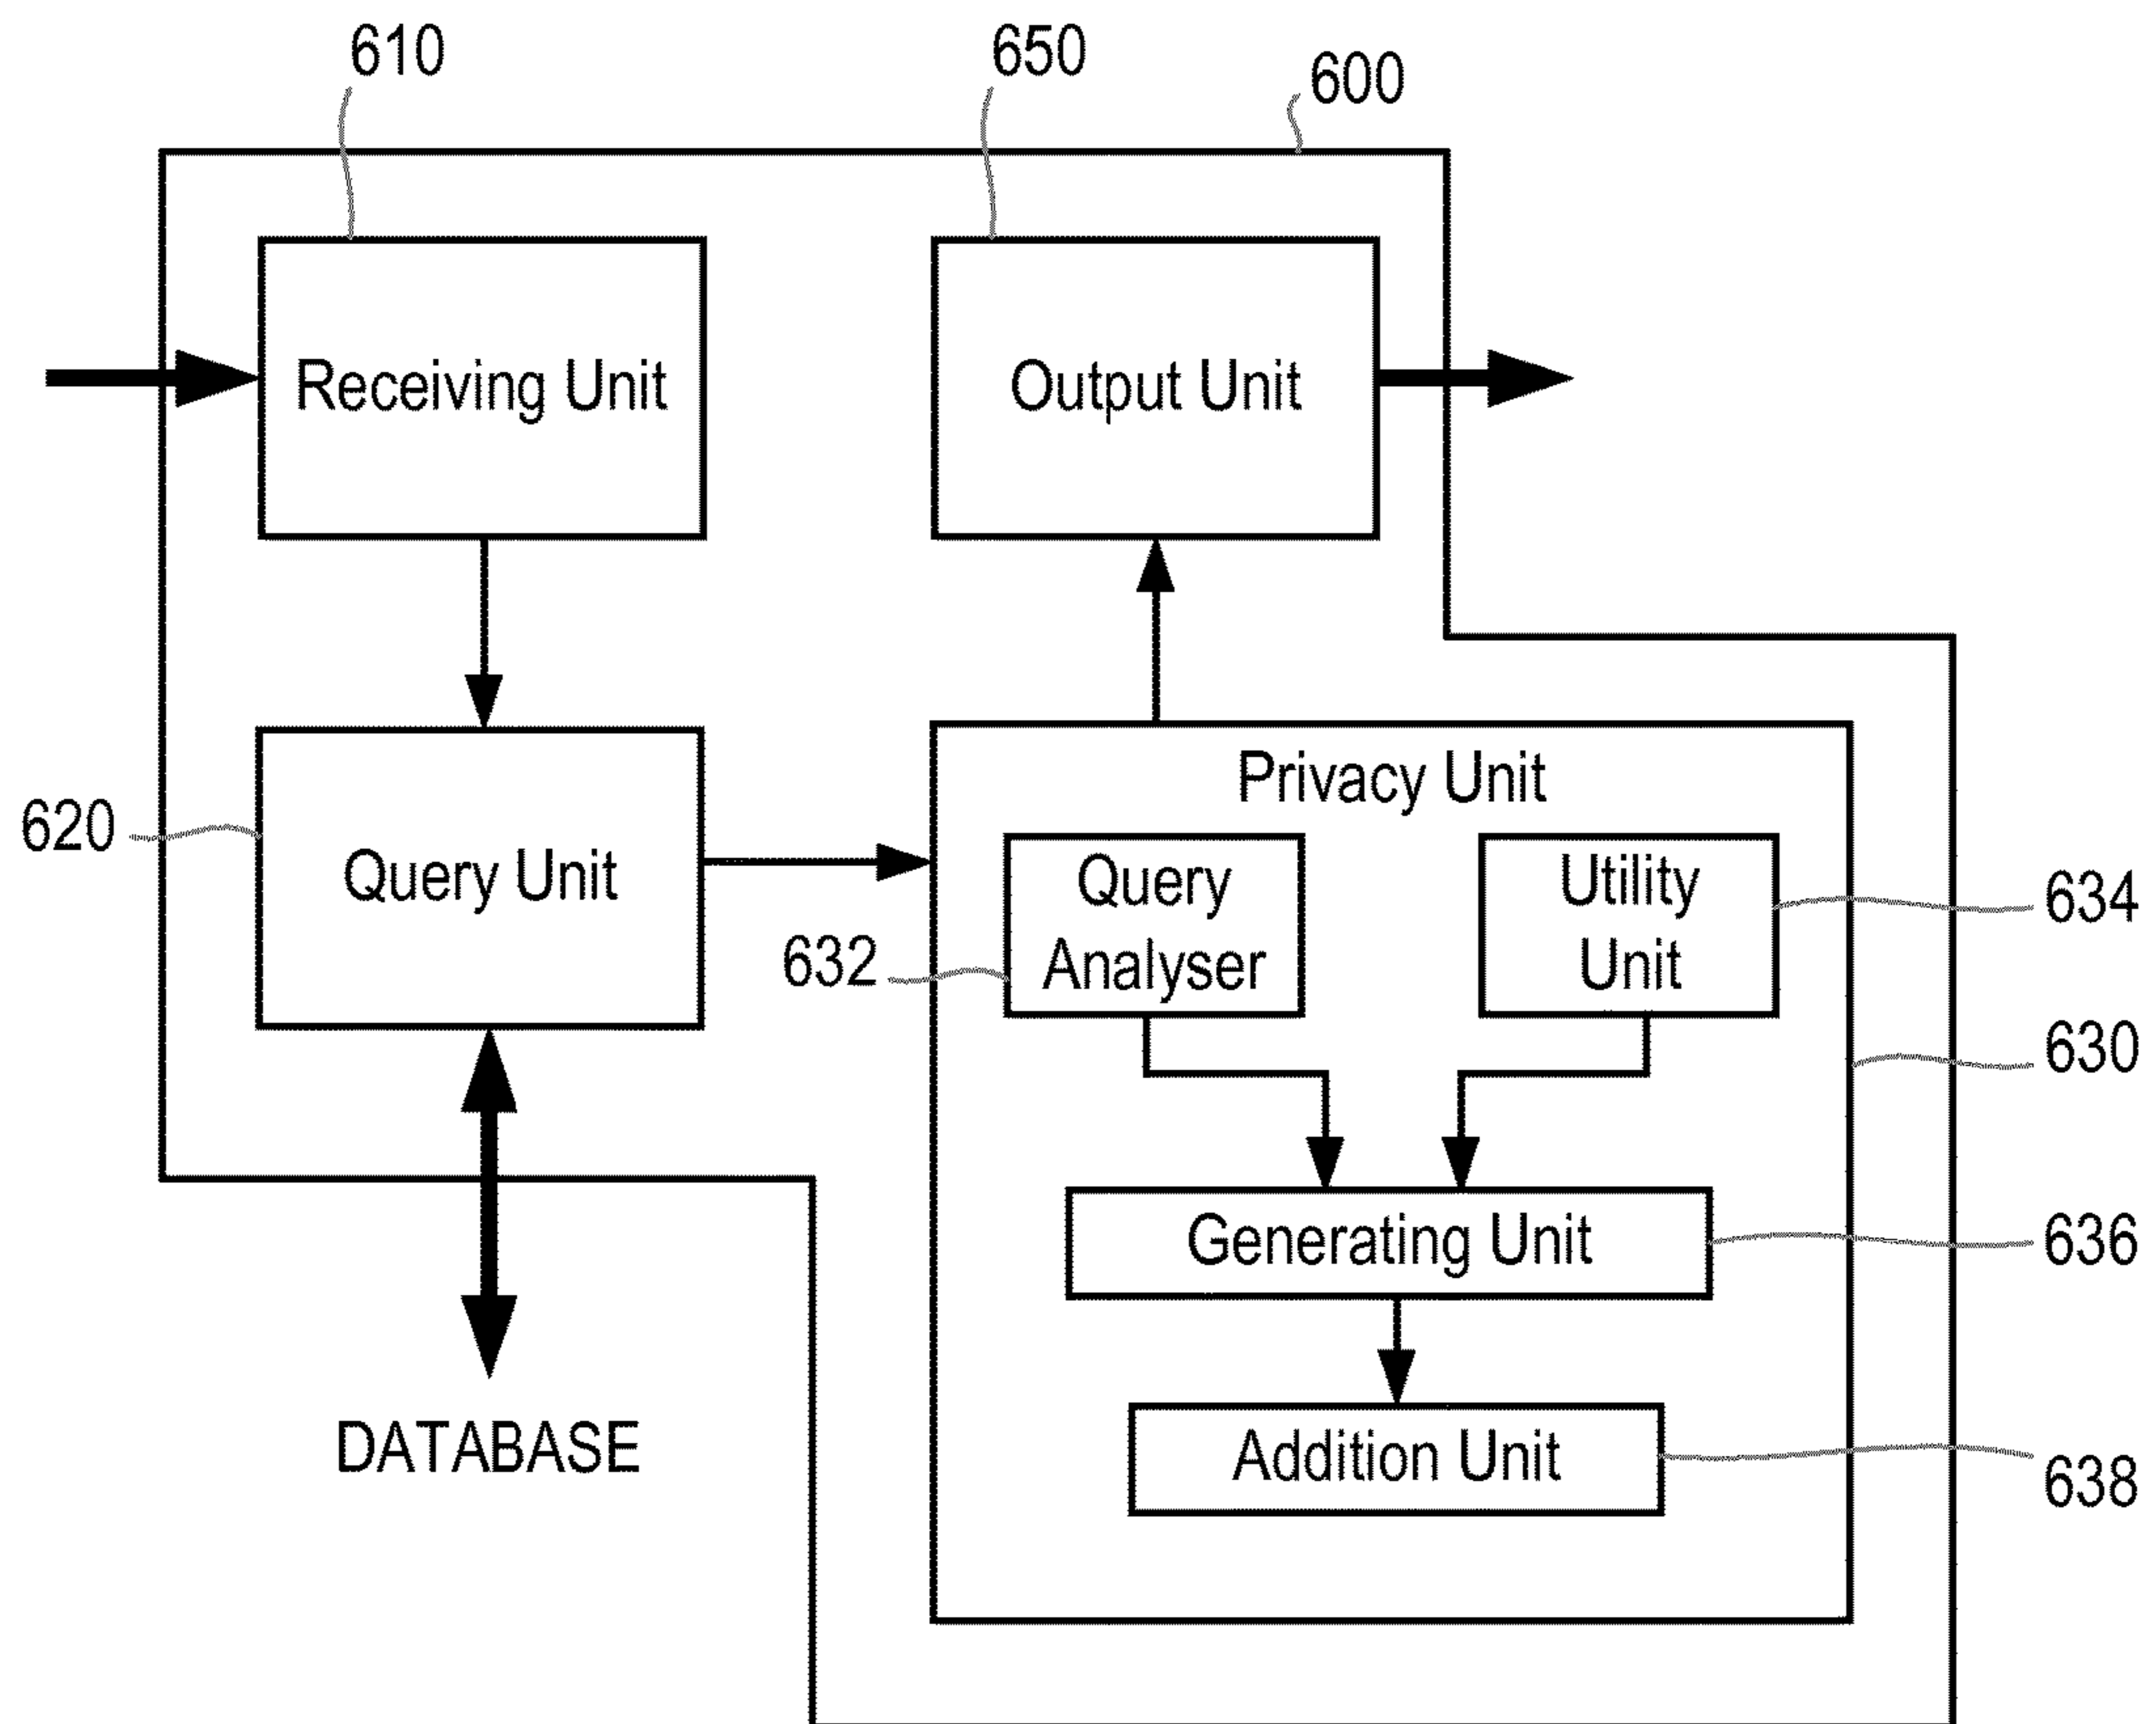 610
650
600
Receiving Unit
Output Unit
Privacy Unit
620
Query Unit
Query
Analyser
Utility
Unit
634
632
630
Generating Unit
636
DATABASE
Addition Unit
638